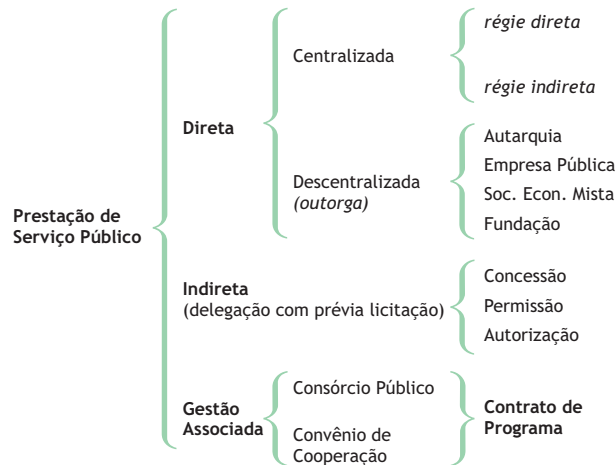 Prestação de
Serviço Público
Direta
Centralizada
régie direta
régie indireta
Descentralizada
(outorga)
Autarquia
Empresa Pública
Soc. Econ. Mista
Fundação
Indireta
(delegação com prévia licitação)
Concessão
Permissão
Autorização
Gestão
Associada
Consórcio Público
Convênio de
Cooperação
Contrato de
Programa